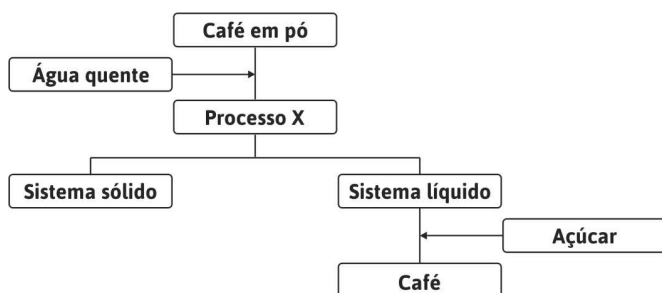 Café em pó
Água quente
Processo X
Sistema sólido
Sistema líquido
Açúcar
Café